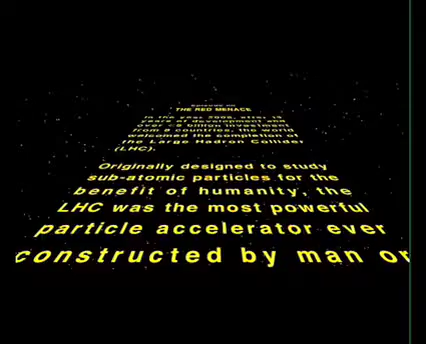 THE RED MENACE
In the year 2008, after 15
years of development and
over $8 billion investment
from 8 countries, the world
welcomed the completion of
the Large Hadron Collider
(LHC).
Originally designed to study
sub-atomic particles for the
benefit of humanity, the
LHC was the most powerful
particle accelerator ever
constructed by man or